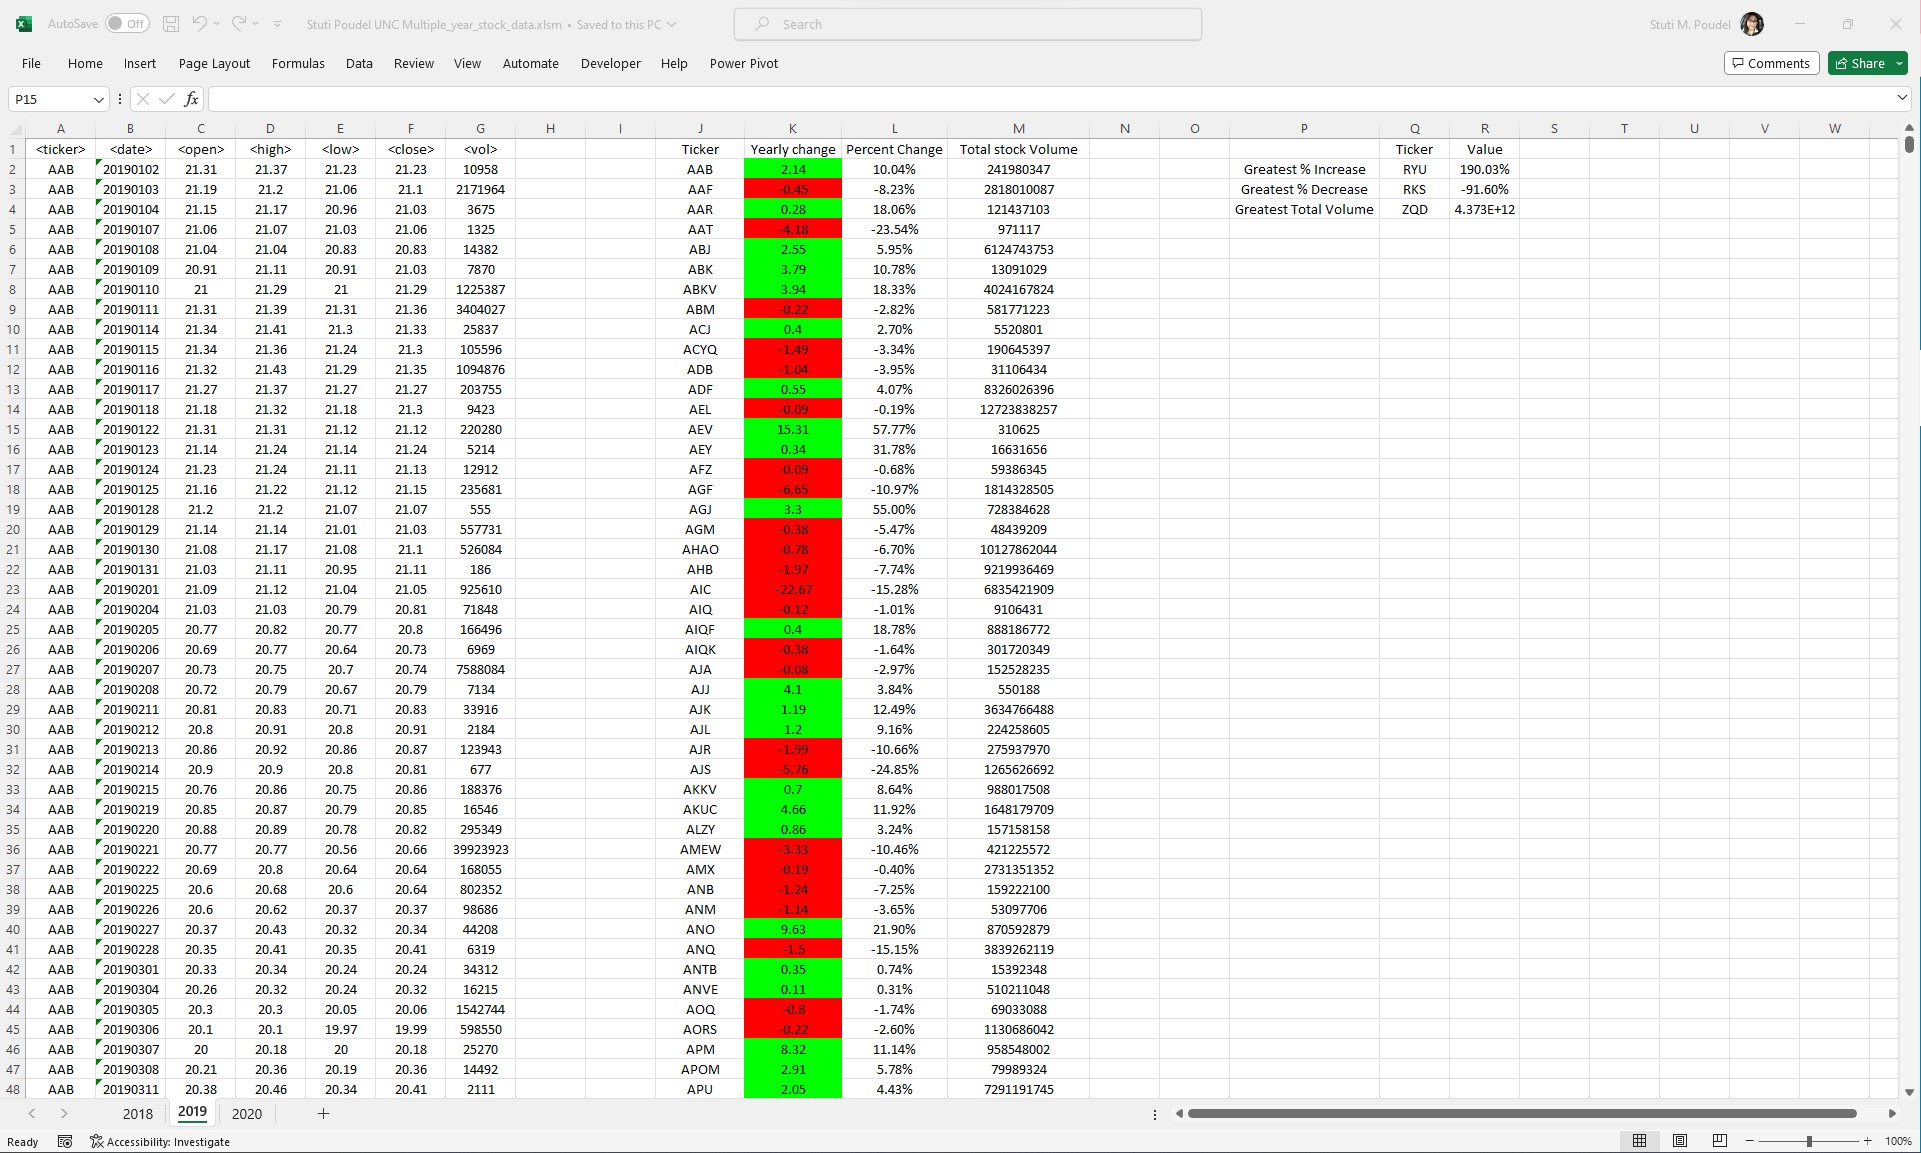 AutoSave Off Stuti Poudel UNC Multiple_year_stock_data.xlsm • Saved to this PC Search Stuti M. Poudel
File Home Insert Page Layout Formulas Data Review View Automate Developer Help Power Pivot Comments Share
P15 fx
A B C D E F G H I J K L M N O P Q R S T U V W
1 <ticker> <date> <open> <high> <low> <close> <vol> Ticker Yearly change Percent Change Total stock Volume Ticker Value
2 AAB 20190102 21.31 21.37 21.23 21.23 10958 AAB 2.14 10.04% 241980347 Greatest % Increase RYU 190.03%
3 AAB 20190103 21.19 21.2 21.06 21.1 2171964 AAF -0.45 -8.23% 2818010087 Greatest % Decrease RKS -91.60%
4 AAB 20190104 21.15 21.17 20.96 21.03 3675 AAR 0.28 18.06% 121437103 Greatest Total Volume ZQD 4.373E+12
5 AAB 20190107 21.06 21.07 21.03 21.06 1325 AAT -4.18 -23.54% 971117
6 AAB 20190108 21.04 21.04 20.83 20.83 14382 ABJ 2.55 5.95% 6124743753
7 AAB 20190109 20.91 21.11 20.91 21.03 7870 ABK 3.79 10.78% 13091029
8 AAB 20190110 21 21.29 21 21.29 1225387 ABKV 3.94 18.33% 4024167824
9 AAB 20190111 21.31 21.39 21.31 21.36 3404027 ABM -0.22 -2.82% 581771223
10 AAB 20190114 21.34 21.41 21.3 21.33 25837 ACJ 0.4 2.70% 5520801
11 AAB 20190115 21.34 21.36 21.24 21.3 105596 ACYQ -1.49 -3.34% 190645397
12 AAB 20190116 21.32 21.43 21.29 21.35 1094876 ADB -1.04 -3.95% 31106434
13 AAB 20190117 21.27 21.37 21.27 21.27 203755 ADF 0.55 4.07% 8326026396
14 AAB 20190118 21.18 21.32 21.18 21.3 9423 AEL -0.09 -0.19% 12723838257
15 AAB 20190122 21.31 21.31 21.12 21.12 220280 AEV 15.31 57.77% 310625
16 AAB 20190123 21.14 21.24 21.14 21.24 5214 AEY 0.34 31.78% 16631656
17 AAB 20190124 21.23 21.24 21.11 21.13 12912 AFZ -0.09 -0.68% 59386345
18 AAB 20190125 21.16 21.22 21.12 21.15 235681 AGF -6.65 -10.97% 1814328505
19 AAB 20190128 21.2 21.2 21.07 21.07 555 AGJ 3.3 55.00% 728384628
20 AAB 20190129 21.14 21.14 21.01 21.03 557731 AGM -0.38 -5.47% 48439209
21 AAB 20190130 21.08 21.17 21.08 21.1 526084 AHAO -0.78 -6.70% 10127862044
22 AAB 20190131 21.03 21.11 20.95 21.11 186 AHB -1.97 -7.74% 9219936469
23 AAB 20190201 21.09 21.12 21.04 21.05 925610 AIC -22.67 -15.28% 6835421909
24 AAB 20190204 21.03 21.03 20.79 20.81 71848 AIQ -0.12 -1.01% 9106431
25 AAB 20190205 20.77 20.82 20.77 20.8 166496 AIQF 0.4 18.78% 888186772
26 AAB 20190206 20.69 20.77 20.64 20.73 6969 AIQK -0.38 -1.64% 301720349
27 AAB 20190207 20.73 20.75 20.7 20.74 7588084 AJA -0.08 -2.97% 152528235
28 AAB 20190208 20.72 20.79 20.67 20.79 7134 AJJ 4.1 3.84% 550188
29 AAB 20190211 20.81 20.83 20.71 20.83 33916 AJK 1.19 12.49% 3634766488
30 AAB 20190212 20.8 20.91 20.8 20.91 2184 AJL 1.2 9.16% 224258605
31 AAB 20190213 20.86 20.92 20.86 20.87 123943 AJR -1.99 -10.66% 275937970
32 AAB 20190214 20.9 20.9 20.8 20.81 677 AJS -5.76 -24.85% 1265626692
33 AAB 20190215 20.76 20.86 20.75 20.86 188376 AKKV 0.7 8.64% 988017508
34 AAB 20190219 20.85 20.87 20.79 20.85 16546 AKUC 4.66 11.92% 1648179709
35 AAB 20190220 20.88 20.89 20.78 20.82 295349 ALZY 0.86 3.24% 157158158
36 AAB 20190221 20.77 20.77 20.56 20.66 39923923 AMEW -3.33 -10.46% 421225572
37 AAB 20190222 20.69 20.8 20.64 20.64 168055 AMX -0.19 -0.40% 2731351352
38 AAB 20190225 20.6 20.68 20.6 20.64 802352 ANB -1.24 -7.25% 159222100
39 AAB 20190226 20.6 20.62 20.37 20.37 98686 ANM -1.14 -3.65% 53097706
40 AAB 20190227 20.37 20.43 20.32 20.34 44208 ANO 9.63 21.90% 870592879
41 AAB 20190228 20.35 20.41 20.35 20.41 6319 ANQ -1.5 -15.15% 3839262119
42 AAB 20190301 20.33 20.34 20.24 20.24 34312 ANTB 0.35 0.74% 15392348
43 AAB 20190304 20.26 20.32 20.24 20.32 16215 ANVE 0.11 0.31% 510211048
44 AAB 20190305 20.3 20.3 20.05 20.06 1542744 AOQ -0.8 -1.74% 69033088
45 AAB 20190306 20.1 20.1 19.97 19.99 598550 AORS -0.22 -2.60% 1130686042
46 AAB 20190307 20 20.18 20 20.18 25270 APM 8.32 11.14% 958548002
47 AAB 20190308 20.21 20.36 20.19 20.36 14492 APOM 2.91 5.78% 79989324
48 AAB 20190311 20.38 20.46 20.34 20.41 2111 APU 2.05 4.43% 7291191745
2018 2019 2020
Ready Accessibility: Investigate 100%